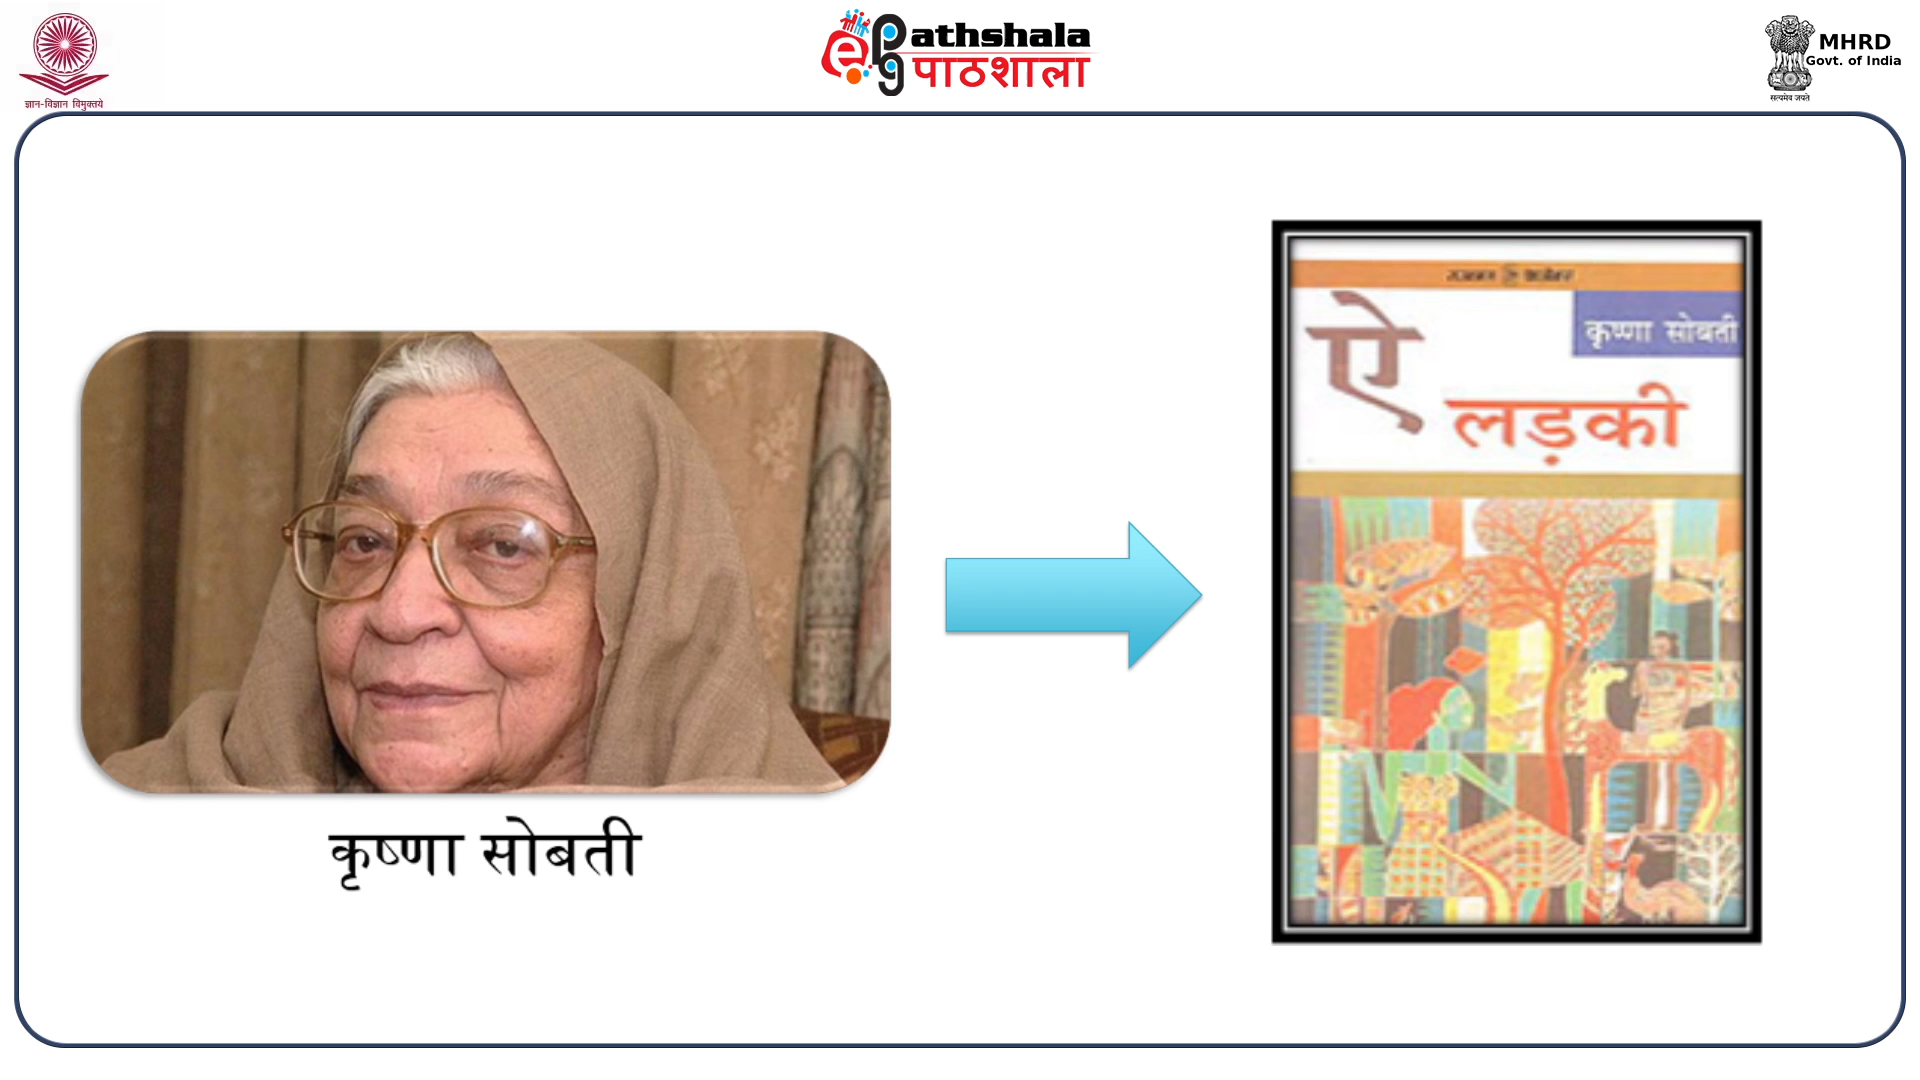 ज्ञान-विज्ञान विमुक्तये
e Pathshala
पाठशाला
MHRD
Govt. of India
सत्यमेव जयते
कृष्णा सोबती
ऐ
लड़की
कृष्णा सोबती